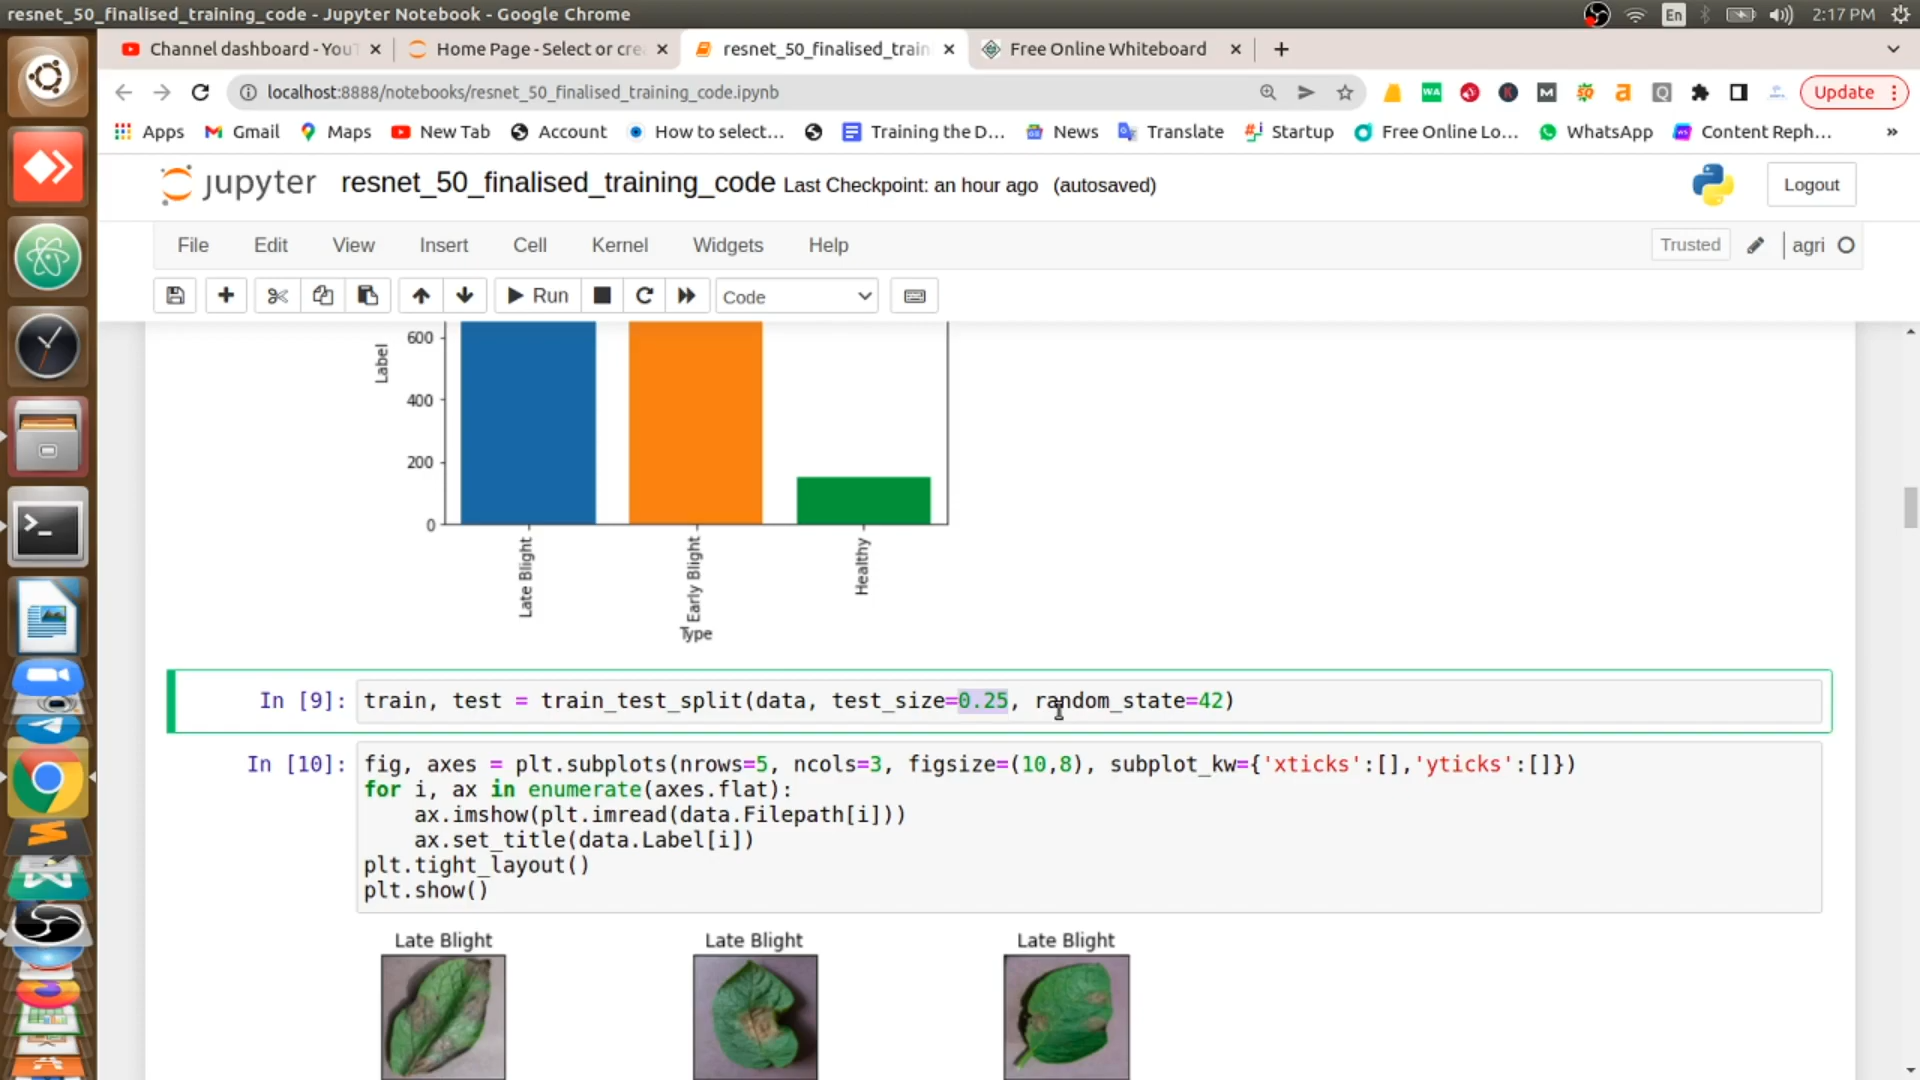 resnet_50_finalised_training_code - Jupyter Notebook - Google Chrome
En
2:17 PM
Channel dashboard - YouT
Home Page - Select or cre
resnet_50_finalised_train
Free Online Whiteboard
localhost:8888/notebooks/resnet_50_finalised_training_code.ipynb
Update
Apps
Gmail
Maps
New Tab
Account
How to select...
Training the D...
News
Translate
Startup
Free Online Lo...
WhatsApp
Content Reph...
»
jupyter resnet_50_finalised_training_code Last Checkpoint: an hour ago (autosaved)
Logout
File Edit View Insert Cell Kernel Widgets Help
Trusted
agri
Run
Code
600
400
200
0
Label
Late Blight
Early Blight
Healthy
Type
In [9]: train, test = train_test_split(data, test_size=0.25, random_state=42)
In [10]: fig, axes = plt.subplots(nrows=5, ncols=3, figsize=(10,8), subplot_kw={'xticks':[],'yticks':[]})
for i, ax in enumerate(axes.flat):
    ax.imshow(plt.imread(data.Filepath[i]))
    ax.set_title(data.Label[i])
plt.tight_layout()
plt.show()
Late Blight
Late Blight
Late Blight